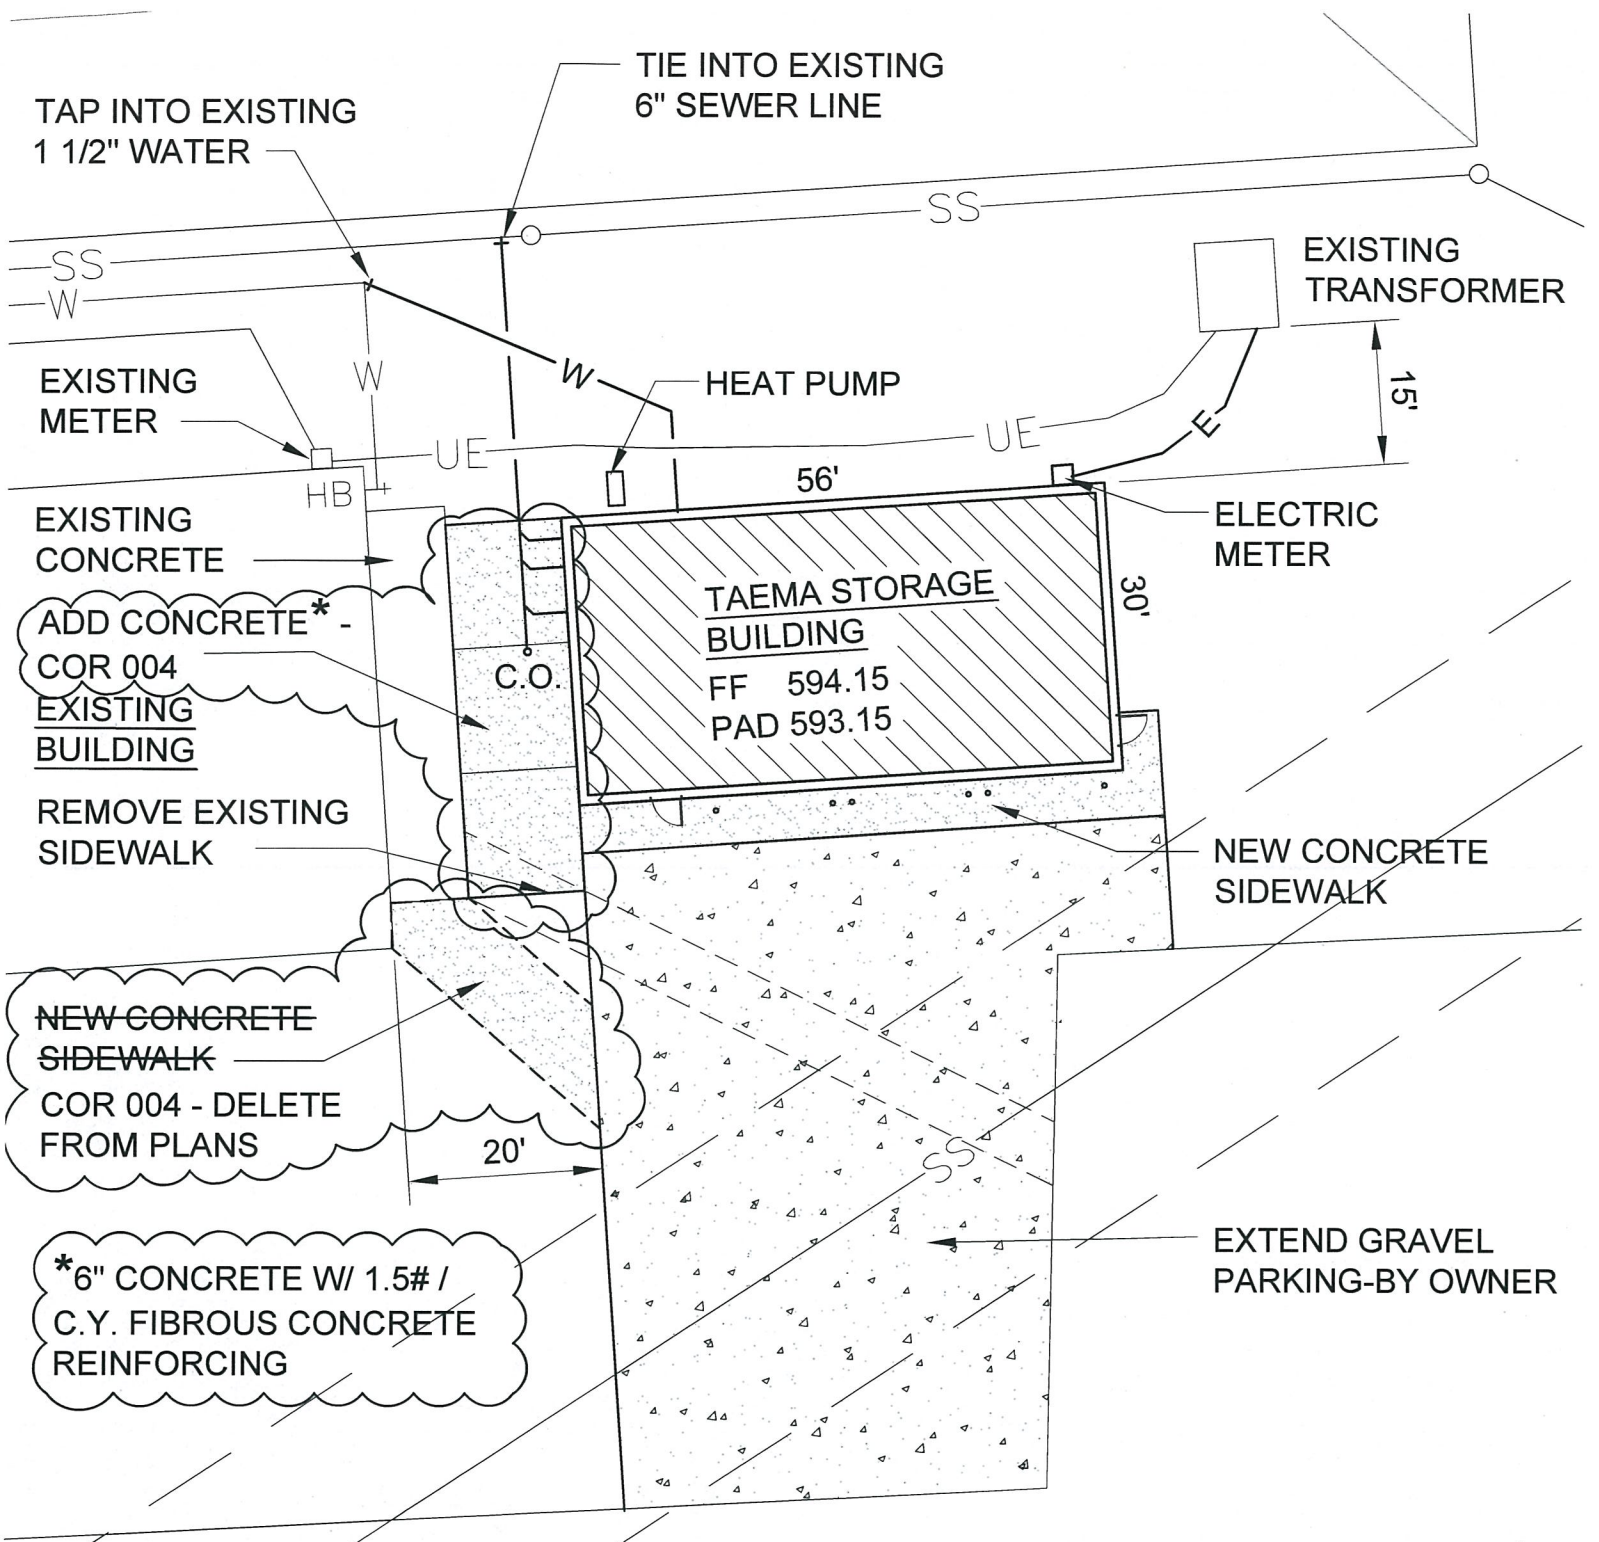 TIE INTO EXISTING
6" SEWER LINE
TAP INTO EXISTING
1 1/2" WATER
SS
SS
W
EXISTING
TRANSFORMER
EXISTING
METER
W
W
HEAT PUMP
UE
UE
E
15'
HB
56'
EXISTING
CONCRETE
ELECTRIC
METER
ADD CONCRETE* -
COR 004
TAEMA STORAGE
BUILDING
FF 594.15
PAD 593.15
30'
C.O.
EXISTING
BUILDING
REMOVE EXISTING
SIDEWALK
NEW CONCRETE
SIDEWALK
NEW CONCRETE
SIDEWALK
COR 004 - DELETE
FROM PLANS
20'
SS
*6" CONCRETE W/ 1.5# /
C.Y. FIBROUS CONCRETE
REINFORCING
EXTEND GRAVEL
PARKING-BY OWNER